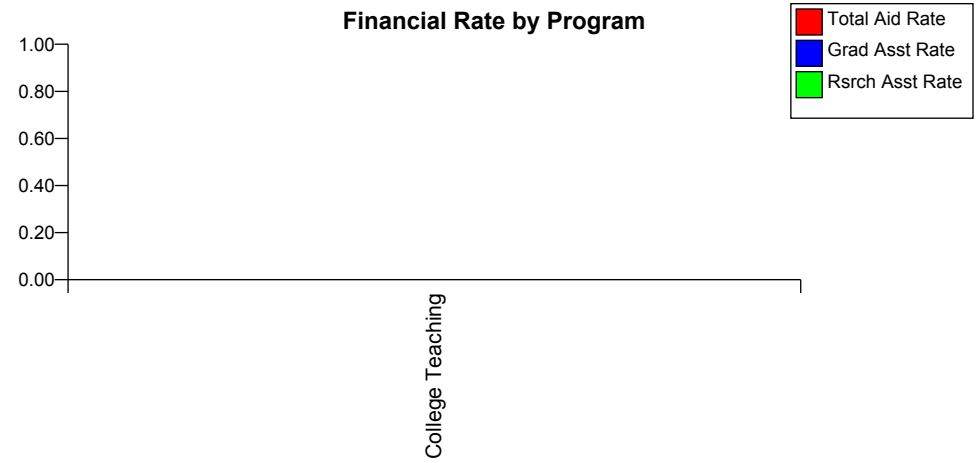 Financial Rate by Program
Total Aid Rate
Grad Asst Rate
Rsrch Asst Rate
1.00
0.80
0.60
0.40
0.20
0.00
College Teaching